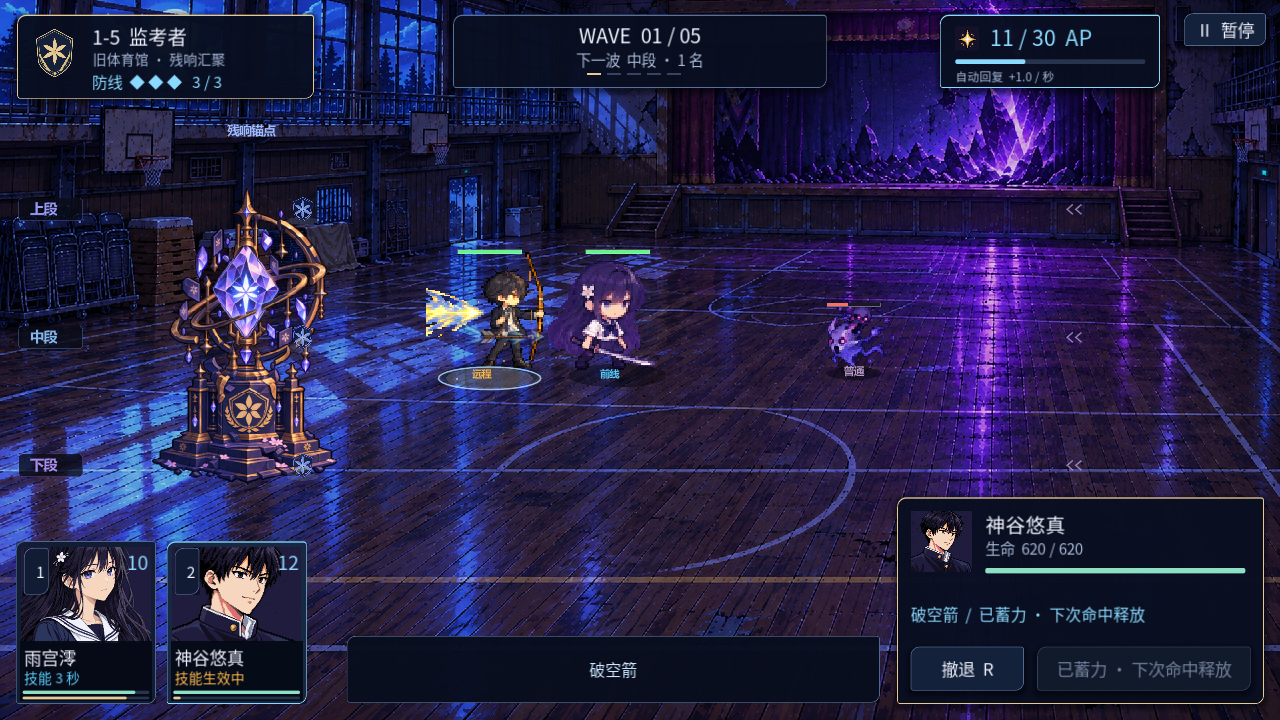 1-5 监考者
旧体育馆 · 残响汇聚
防线 3 / 3
WAVE 01 / 05
下一波 中段 · 1 名
11 / 30 AP
自动回复 +1.0 / 秒
暂停
残响锚点
上段
中段
下段
远程
前线
普通
1
10
雨宫澪
技能 3 秒
2
12
神谷悠真
技能生效中
破空箭
神谷悠真
生命 620 / 620
破空箭 / 已蓄力 · 下次命中释放
撤退 R
已蓄力 · 下次命中释放